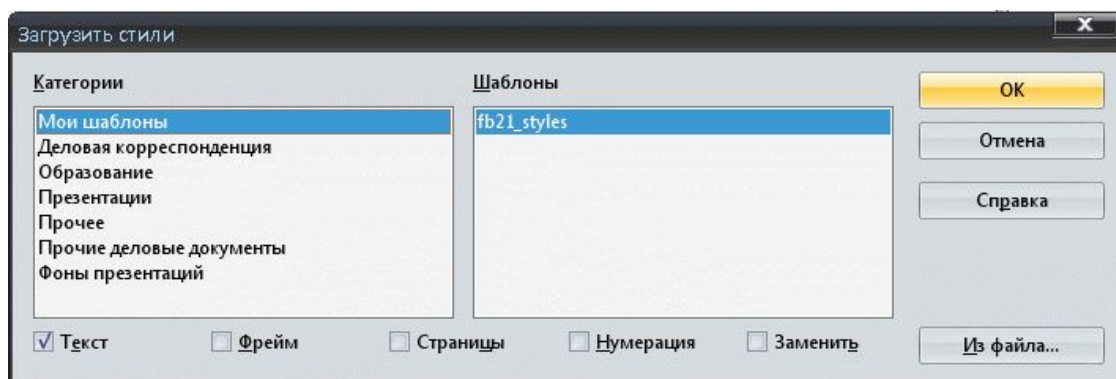 Загрузить стили
X
Категории
Шаблоны
Мои шаблоны
Деловая корреспонденция
Образование
Презентации
Прочее
Прочие деловые документы
Фоны презентаций
fb21_styles
OK
Отмена
Справка
Текст
Фрейм
Страницы
Нумерация
Заменить
Из файла...